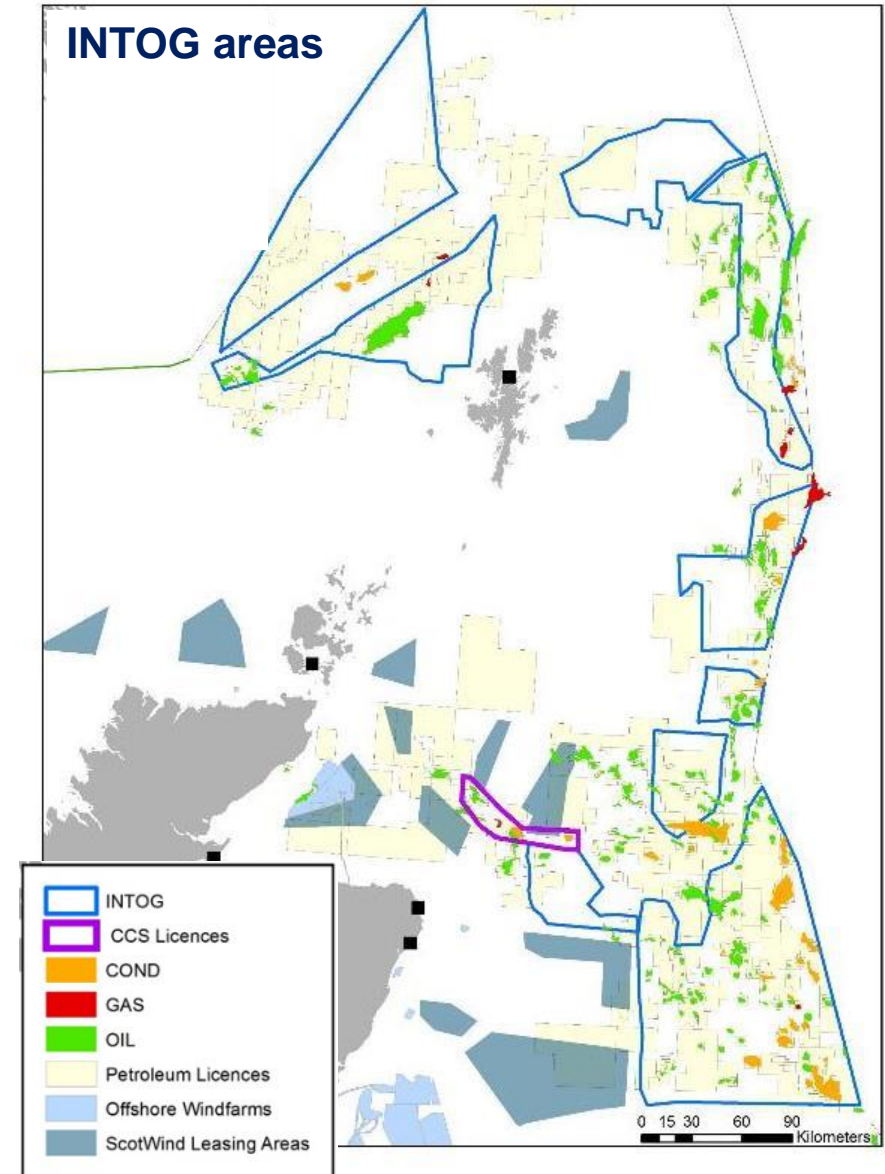 INTOG areas
INTOG
CCS Licences
COND
GAS
OIL
Petroleum Licences
Offshore Windfarms
ScotWind Leasing Areas
0 15 30 60 90
Kilometers